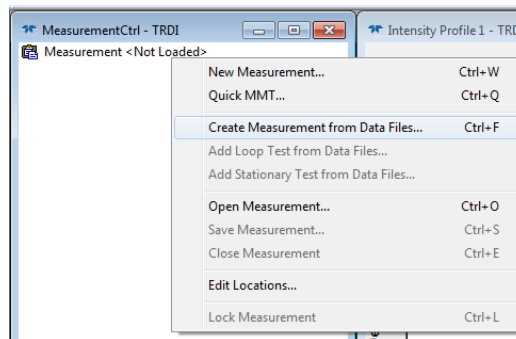 MeasurementCtrl - TRDI
Intensity Profile 1 - TRD
Measurement <Not Loaded>
New Measurement... Ctrl+W
Quick MMT... Ctrl+Q
Create Measurement from Data Files... Ctrl+F
Add Loop Test from Data Files...
Add Stationary Test from Data Files...
Open Measurement... Ctrl+O
Save Measurement... Ctrl+S
Close Measurement Ctrl+E
Edit Locations...
Lock Measurement Ctrl+L